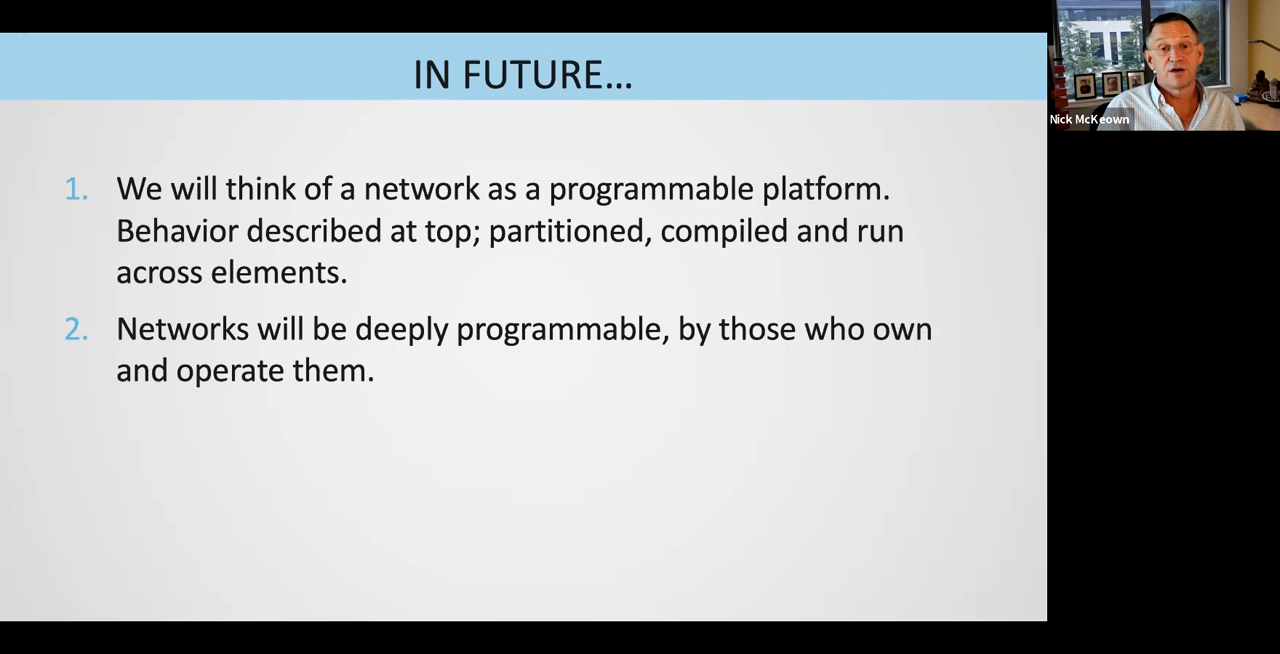 IN FUTURE...
Nick McKeown
1. We will think of a network as a programmable platform.
Behavior described at top; partitioned, compiled and run
across elements.
2. Networks will be deeply programmable, by those who own
and operate them.